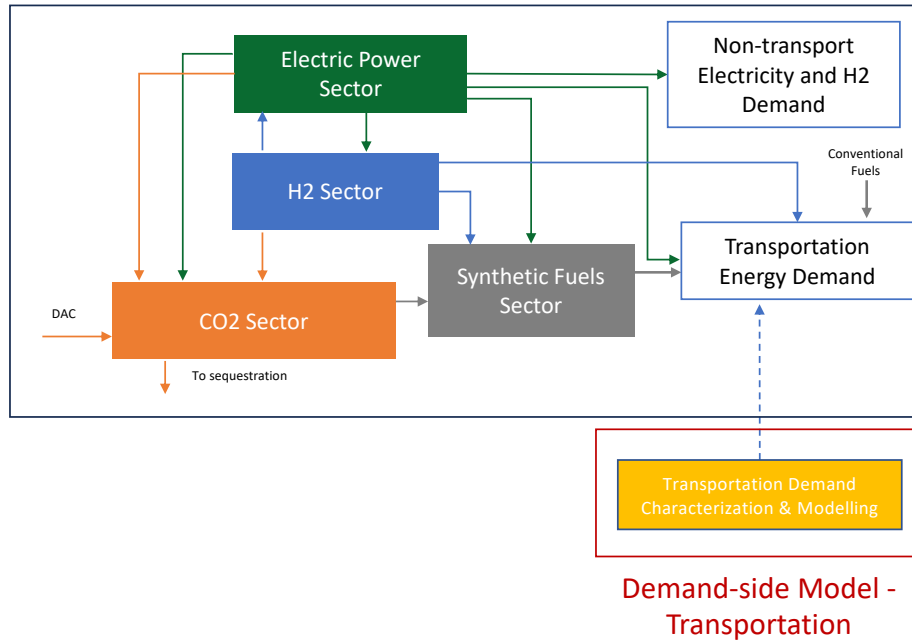 Electric Power
Sector
Non-transport
Electricity and H2
Demand
H2 Sector
Conventional
Fuels
Transportation
Energy Demand
Synthetic Fuels
Sector
CO2 Sector
DAC
To sequestration
Transportation Demand
Characterization & Modelling
Demand-side Model -
Transportation